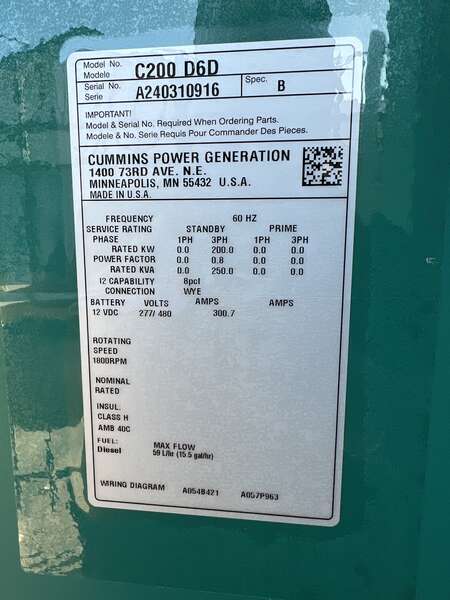 Model No. C200 D6D
Modele
Serial No. A240310916 Spec. B
Serie
IMPORTANT!
Model & Serial No. Required When Ordering Parts.
Modele & No. Serie Requis Pour Commander Des Pieces.
CUMMINS POWER GENERATION
1400 73RD AVE. N.E.
MINNEAPOLIS, MN 55432 U.S.A.
MADE IN U.S.A.
FREQUENCY 60 HZ
SERVICE RATING STANDBY PRIME
PHASE 1PH 3PH 1PH 3PH
RATED KW 0.0 200.0 0.0 0.0
POWER FACTOR 0.0 0.8 0.0 0.0
RATED KVA 0.0 250.0 0.0 0.0
I2 CAPABILITY 8pct
CONNECTION WYE
BATTERY VOLTS AMPS AMPS
12 VDC 277/ 480 300.7
ROTATING
SPEED
1800RPM
NOMINAL
RATED
INSUL.
CLASS H
AMB 40C
FUEL: MAX FLOW
Diesel 59 L/hr (15.5 gal/hr)
WIRING DIAGRAM A054B421 A057P963